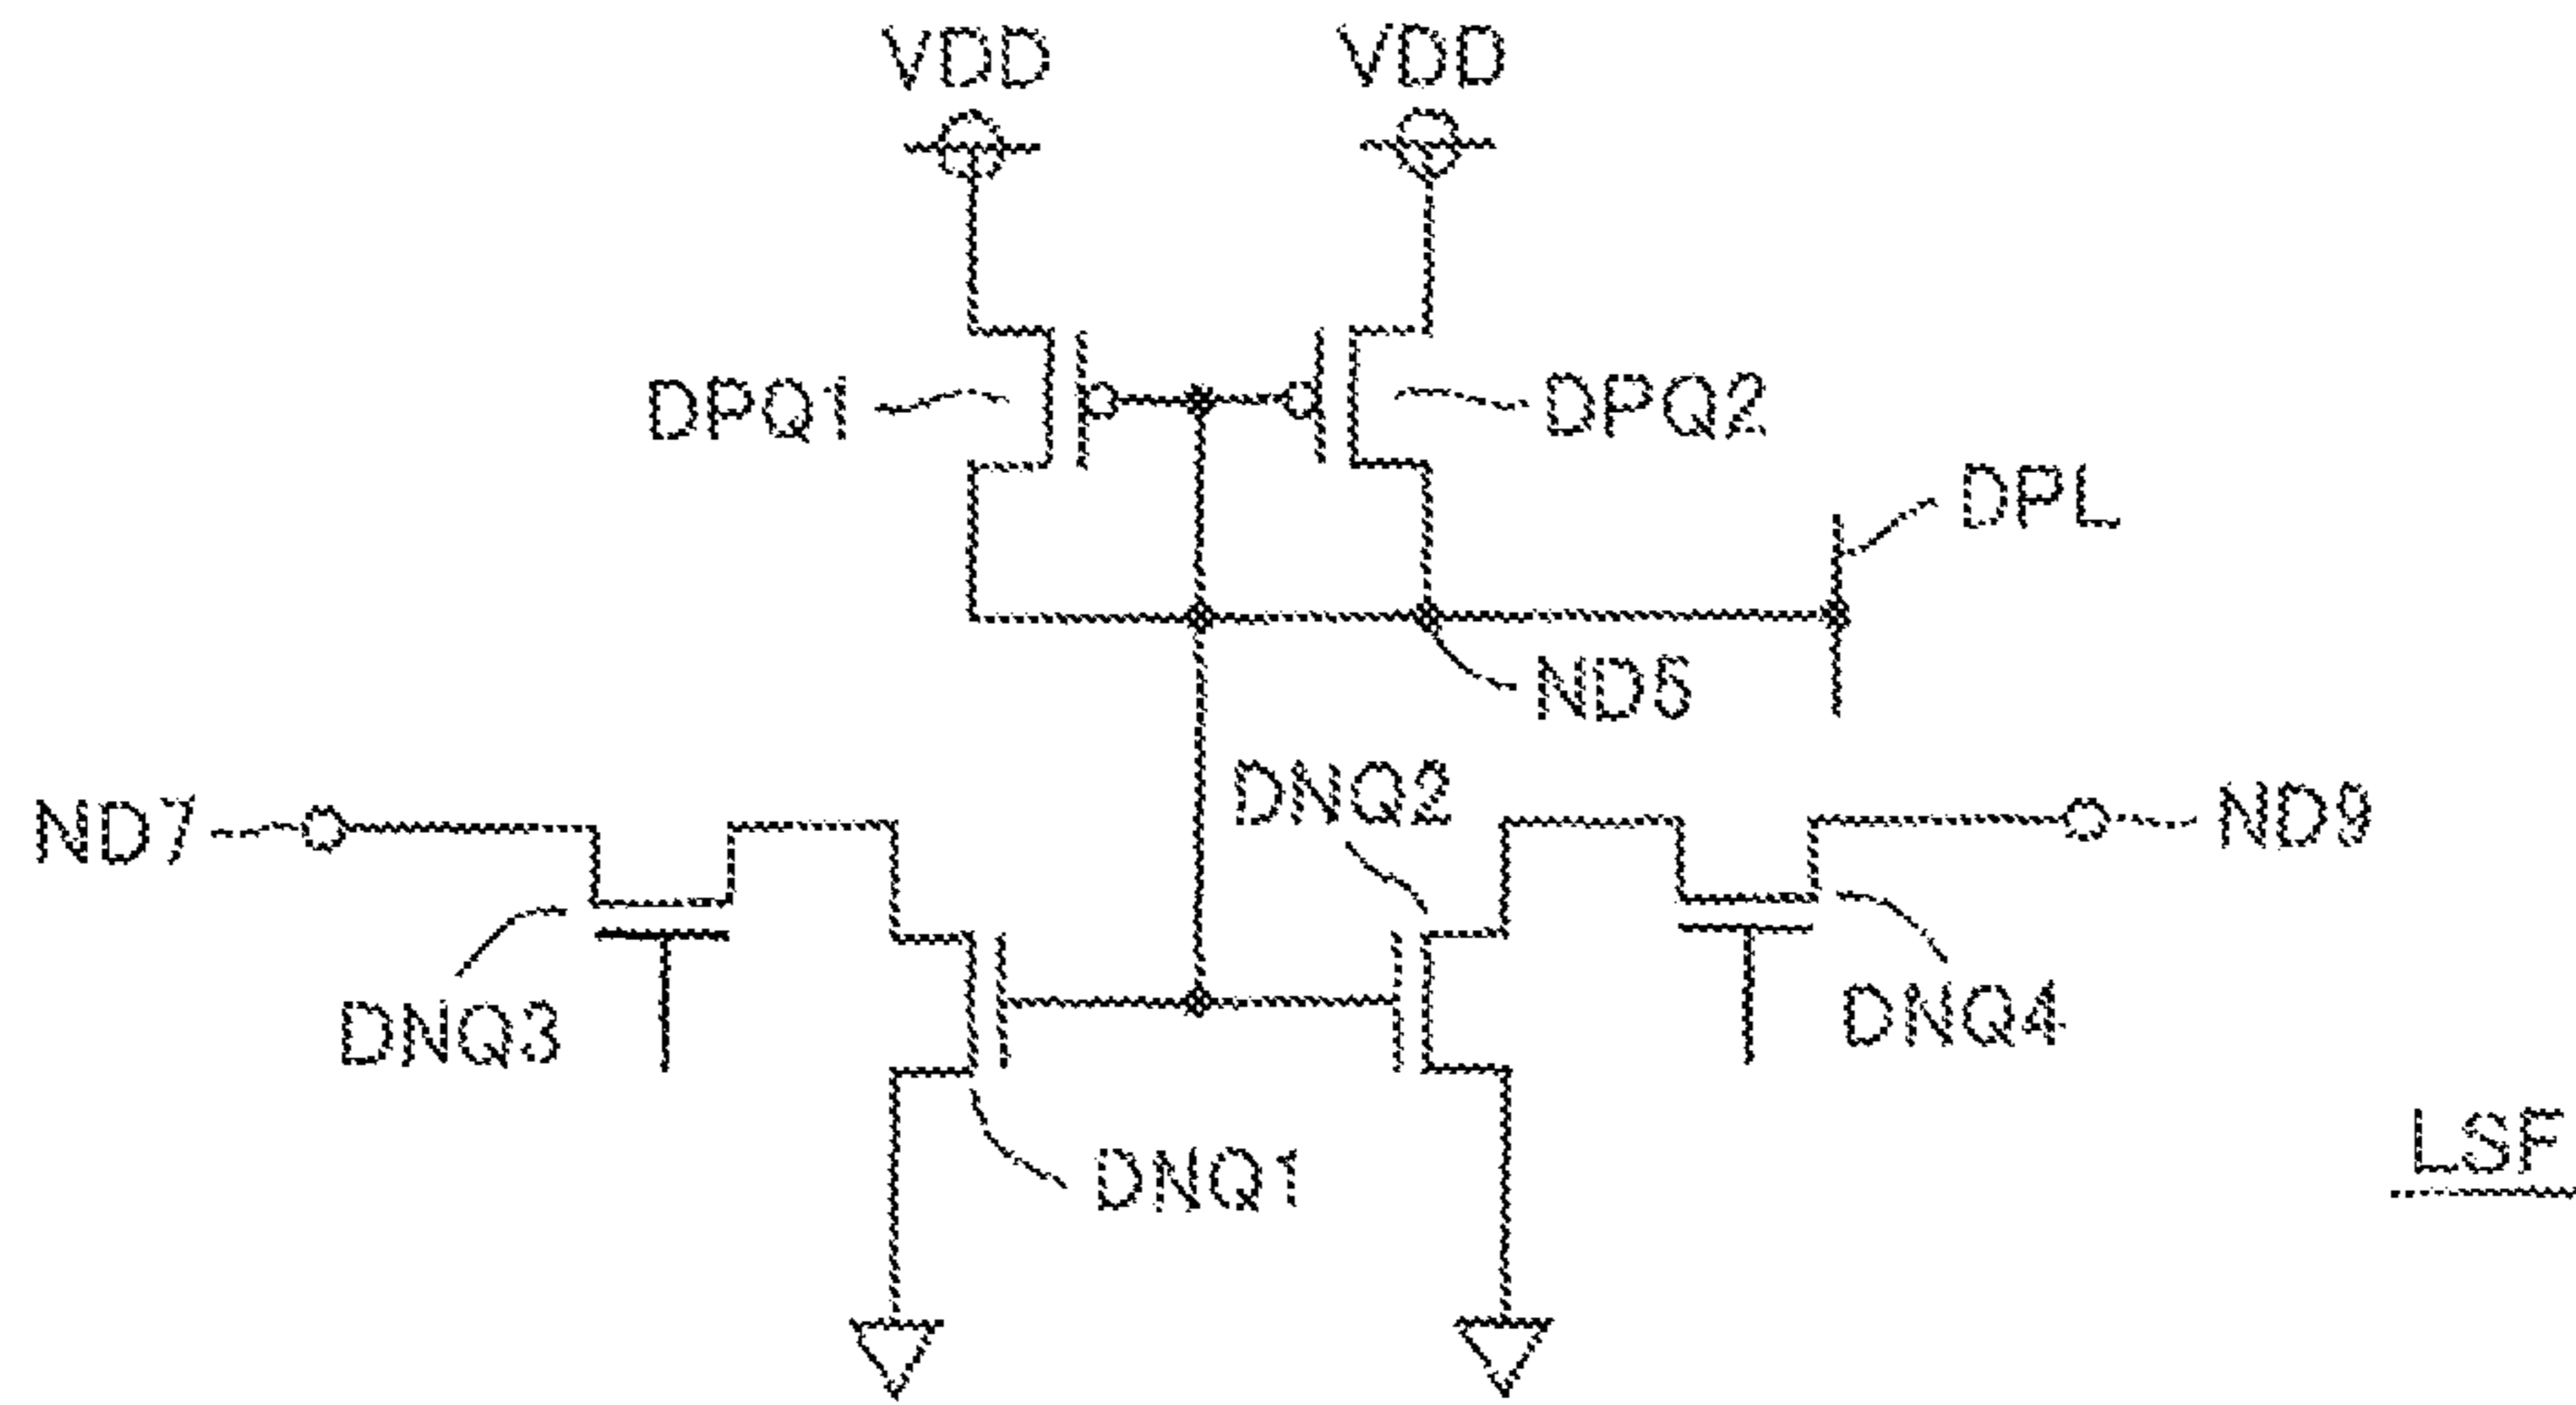 VDD VDD
DPQ1 DPQ2
DPL
ND5
DNQ2
ND7 ND9
DNQ3 DNQ4
DNQ1
LSF